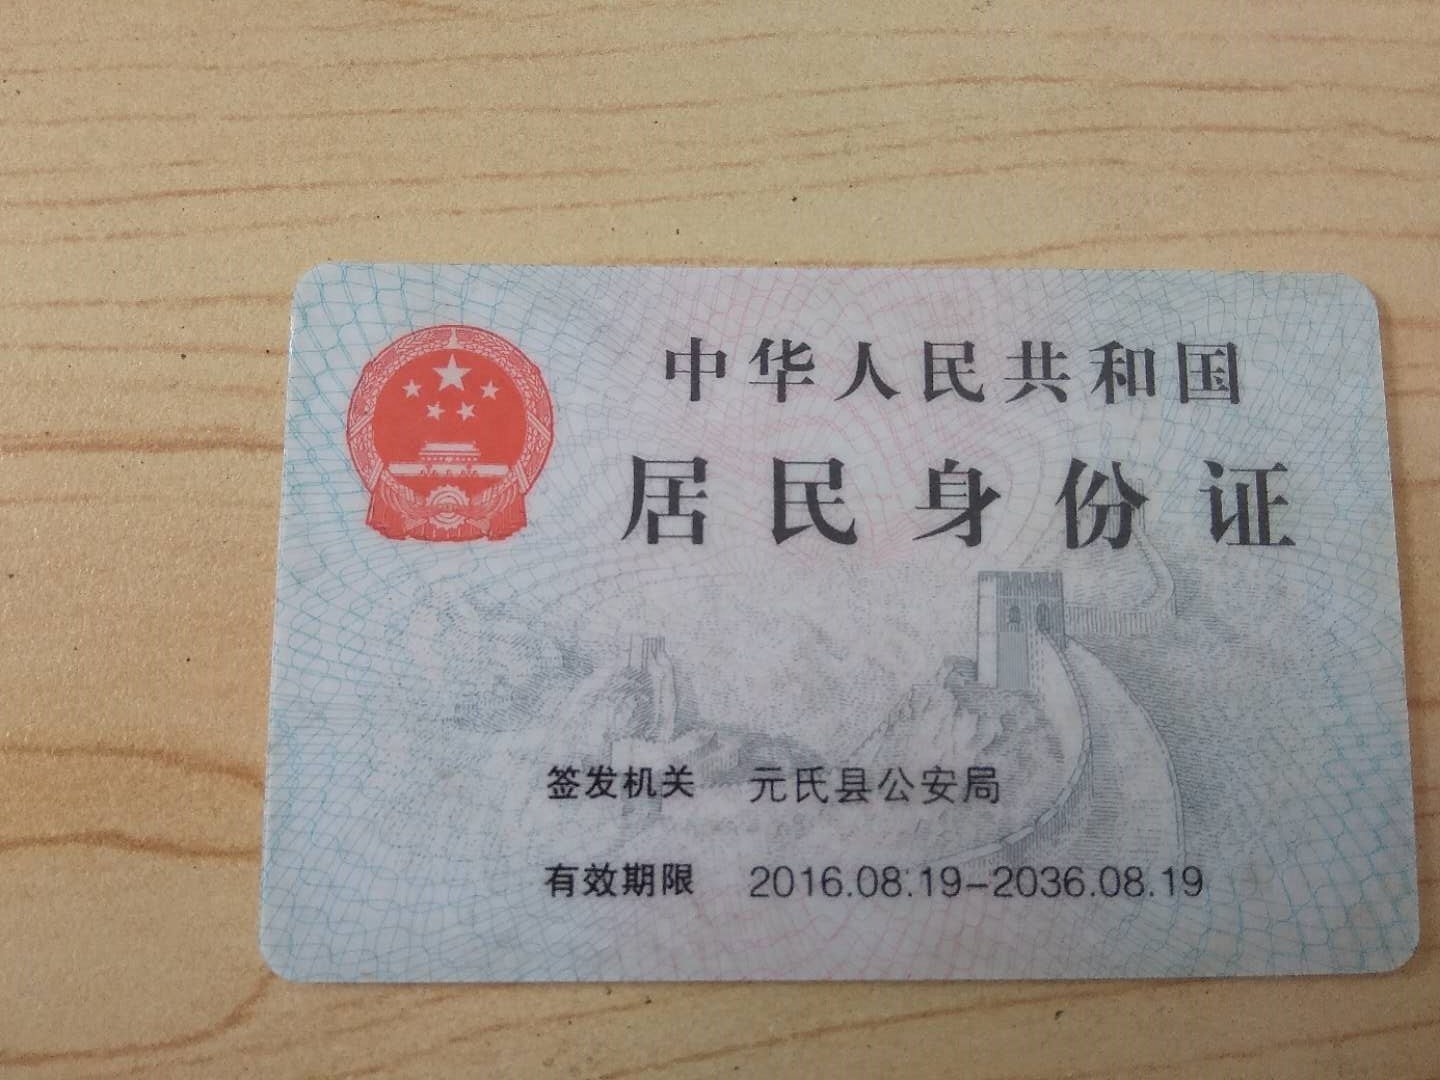 中华人民共和国
居民身份证
签发机关 元氏县公安局
有效期限 2016.08.19-2036.08.19